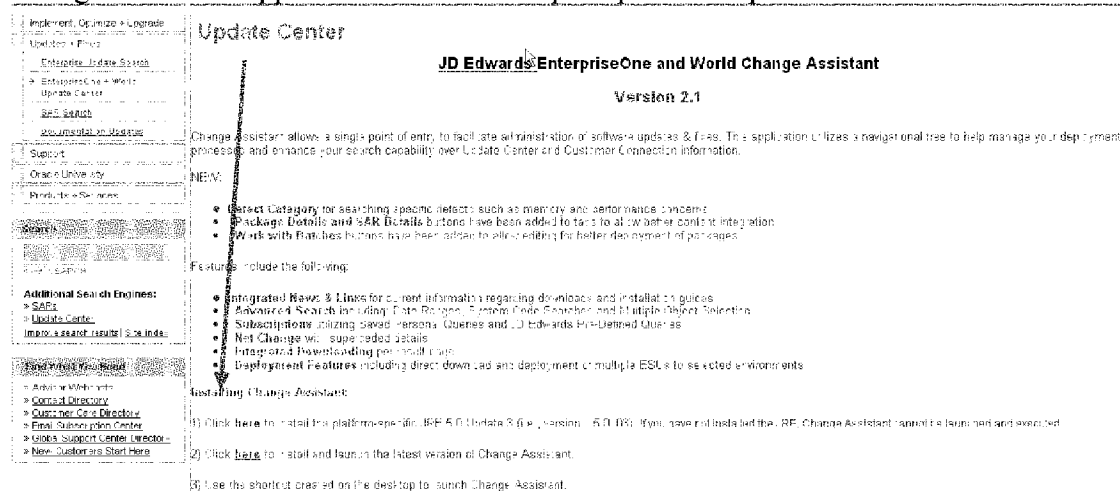 Implement, Optimize + Upgrade
Updates + Fixes
Enterprise Update Search
EnterpriseOne + World
Update Center
SAR Search
Documentation Updates
Support
Oracle University
Products + Services
Search
SEARCH
Additional Search Engines:
» SARs
» Update Center
Improve search results | Site index
Find What You Need
» Advisor Webcasts
» Contact Directory
» Customer Care Directory
» Email Subscription Center
» Global Support Center Directory
» New Customers Start Here
Update Center
JD Edwards EnterpriseOne and World Change Assistant
Version 2.1
Change Assistant allows a single point of entry, to facilitate administration of software updates & fixes. This application utilizes a navigational tree to help manage your deployment
processes and enhance your search capability over Update Center and Customer Connection information.
NEW:
• Defect Category for searching specific defects such as memory and performance concerns
• Package Details and SAR Details buttons have been added to tabs to allow better content integration
• Work with Batches buttons have been added to allow editing for better deployment of packages
Features include the following:
• Integrated News & Links for current information regarding downloads and installation guides
• Advanced Search including: Date Ranges, System Code Searches and Multiple Object Selection
• Subscriptions utilizing Saved Personal Queries and JD Edwards Pre-Defined Queries
• Net Change with superceded details
• Integrated Downloading per result page
• Deployment Features including direct download and deployment of multiple ESUs to selected environments
Installing Change Assistant:
1) Click here to install the platform-specific JRE 5.0 Update 3 (i.e., version 1.5.0_03). If you have not installed the JRE, Change Assistant cannot be launched and executed.
2) Click here to install and launch the latest version of Change Assistant.
3) Use the shortcut created on the desktop to launch Change Assistant.